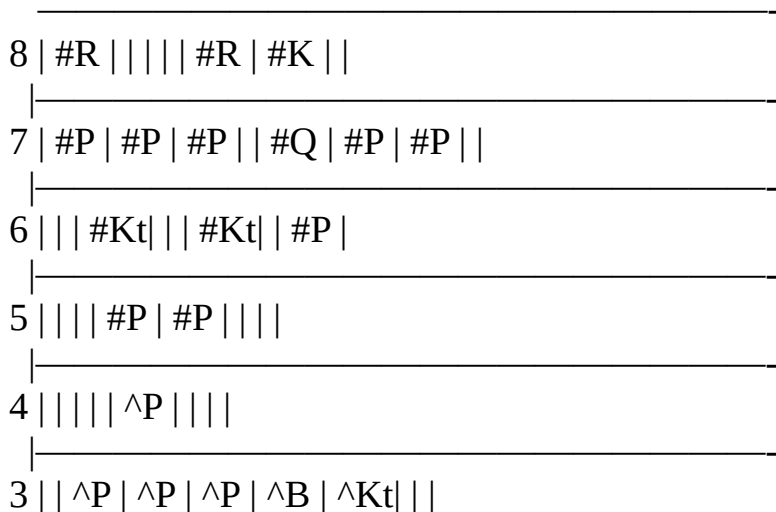 8 | #R | | | | | #R | #K | |
7 | #P | #P | #P | | #Q | #P | #P | |
6 | | | #Kt| | | #Kt| | #P |
5 | | | | #P | #P | | | |
4 | | | | | ^P | | | |
3 | | ^P | ^P | ^P | ^B | ^Kt| | |